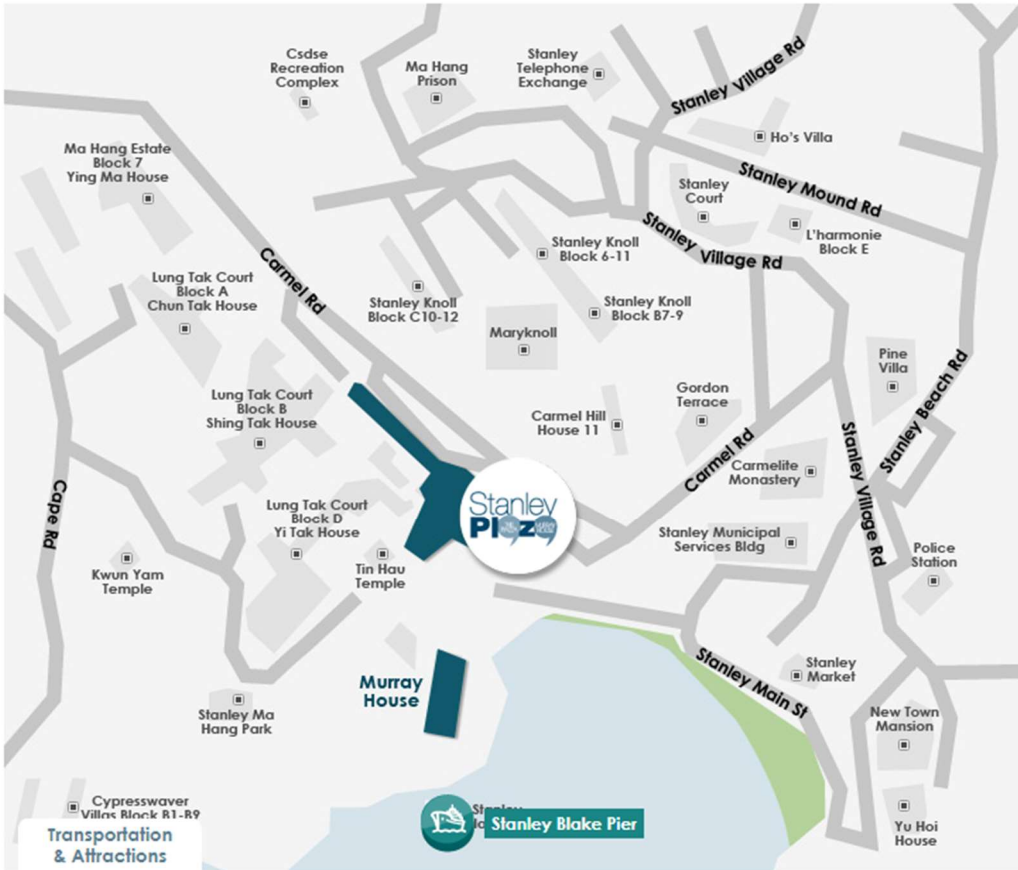 Csdse
Recreation
Complex
Ma Hang
Prison
Stanley
Telephone
Exchange
Stanley Village Rd
Ho's Villa
Ma Hang Estate
Block 7
Ying Ma House
Stanley Mound Rd
Stanley
Court
L'harmonie
Block E
Stanley Village Rd
Carmel Rd
Stanley Knoll
Block 6-11
Lung Tak Court
Block A
Chun Tak House
Stanley Knoll
Block C10-12
Stanley Knoll
Block B7-9
Maryknoll
Pine
Villa
Stanley Beach Rd
Lung Tak Court
Block B
Shing Tak House
Carmel Hill
House 11
Gordon
Terrace
Carmel Rd
Carmelite
Monastery
Stanley Village Rd
Cape Rd
Lung Tak Court
Block D
Yi Tak House
Stanley
Plaza
Stanley Municipal
Services Bldg
Police
Station
Kwun Yam
Temple
Tin Hau
Temple
Murray
House
Stanley Main St
Stanley
Market
Stanley Ma
Hang Park
New Town
Mansion
Cypresswaver
Villas Block B1-B9
Stanley
Stanley Blake Pier
Yu Hoi
House
Transportation
& Attractions